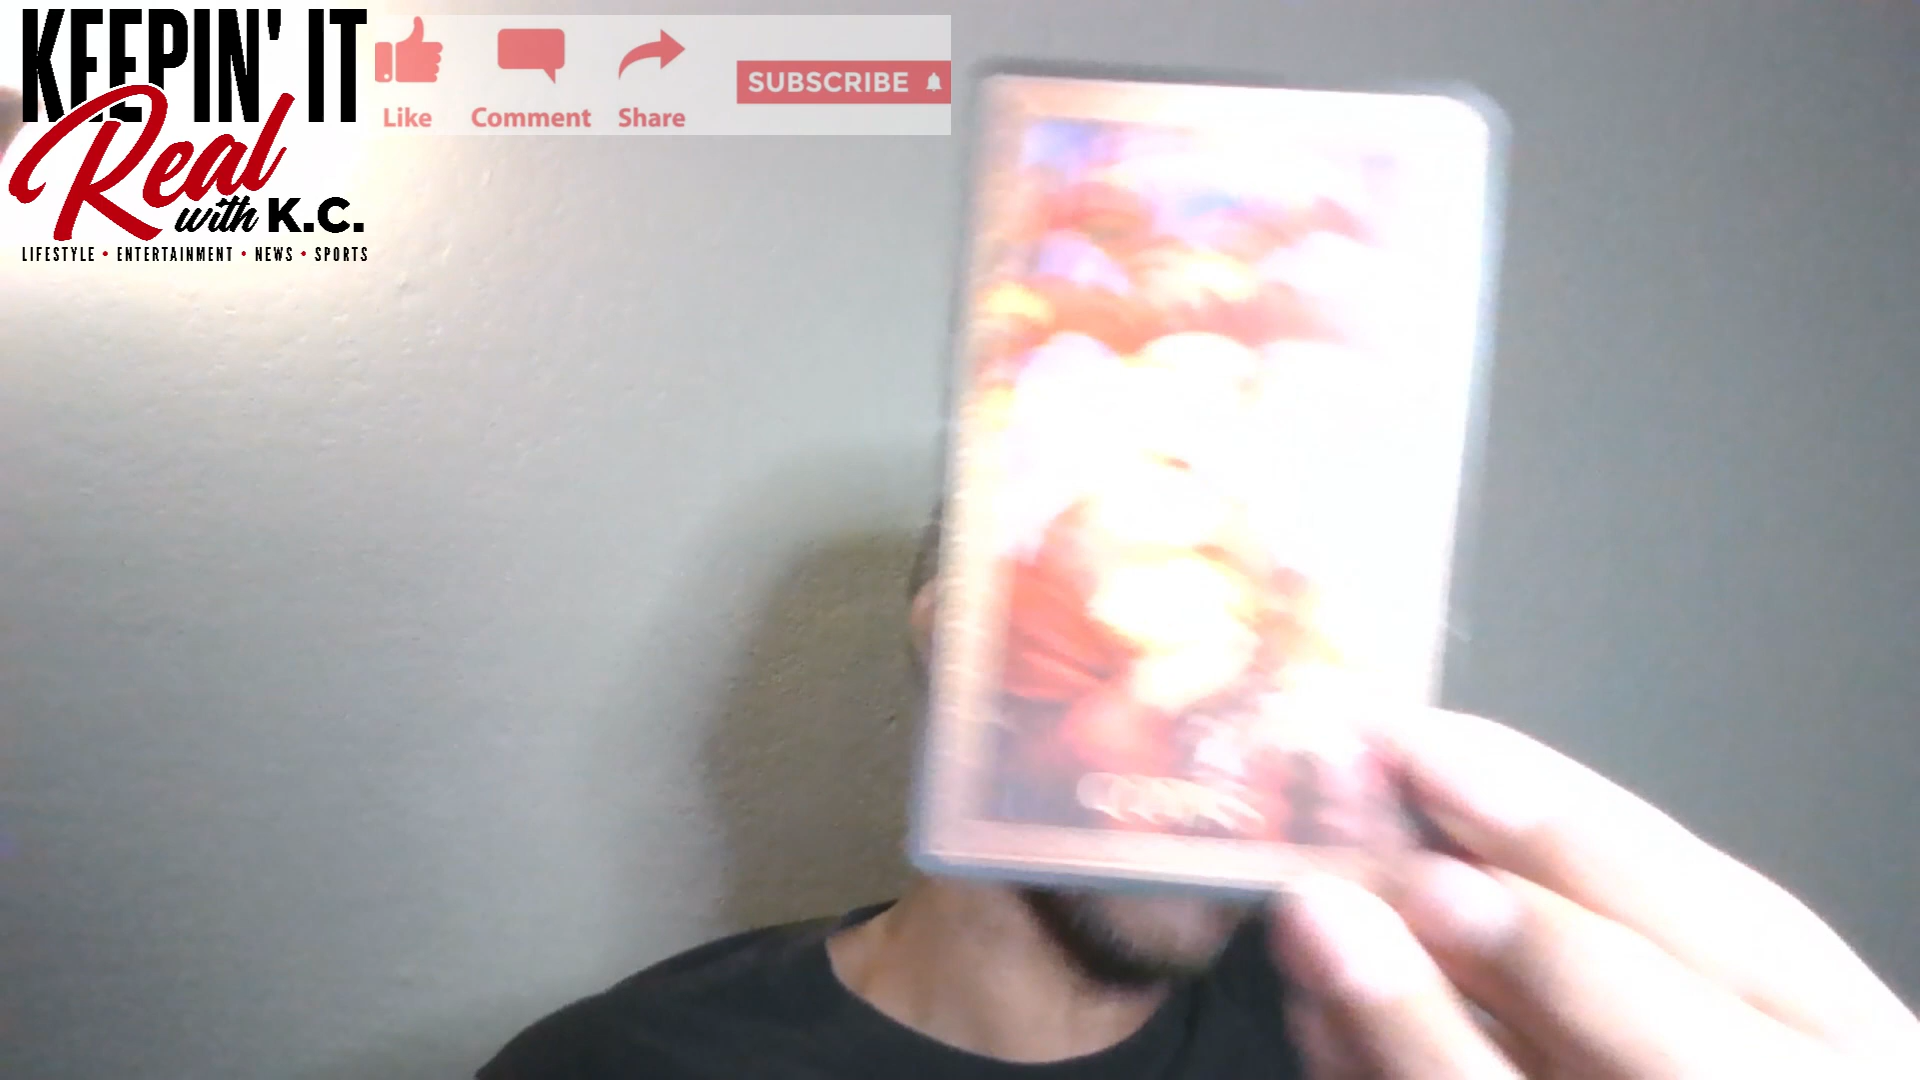 KEEPIN' IT
Real
with K.C.
LIFESTYLE • ENTERTAINMENT • NEWS • SPORTS
Like
Comment
Share
SUBSCRIBE